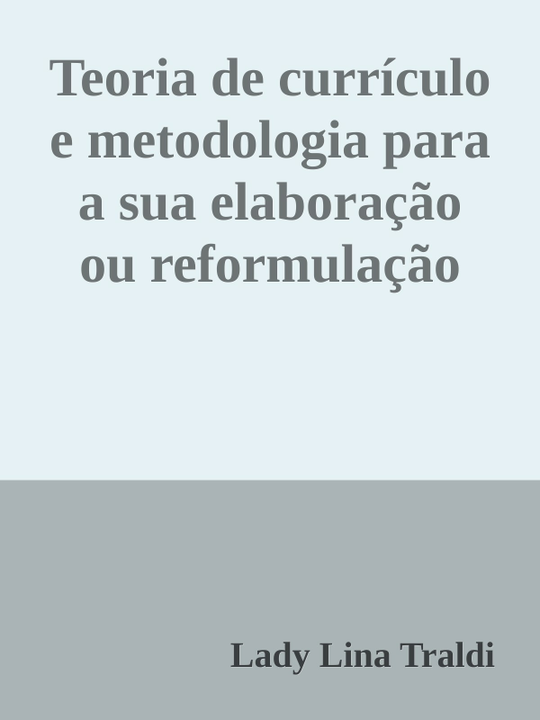 Teoria de currículo
e metodologia para
a sua elaboração
ou reformulação
Lady Lina Traldi